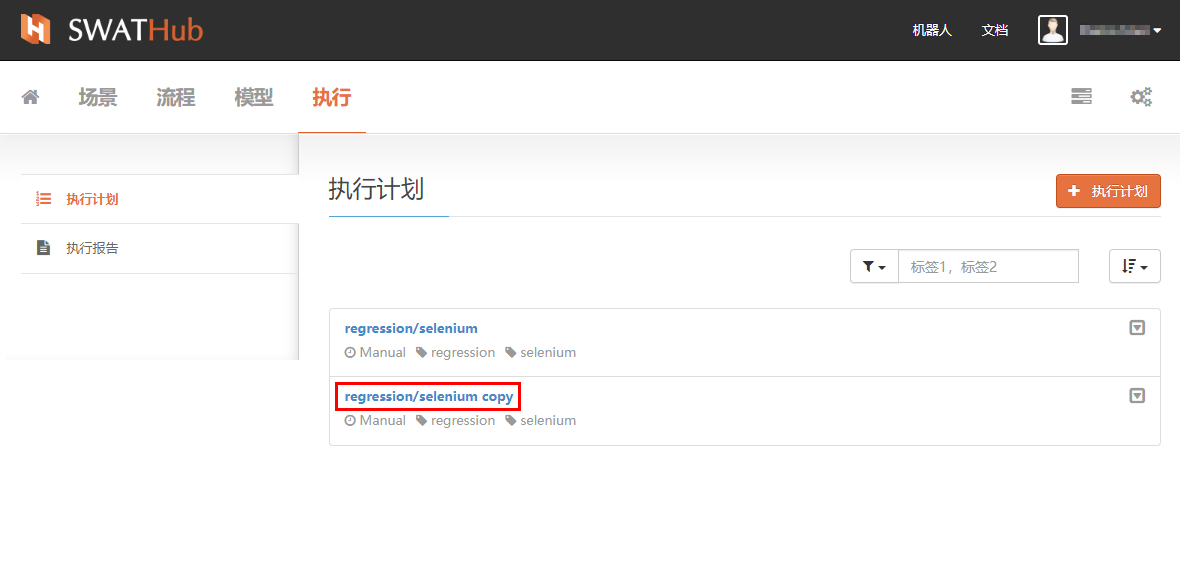 SWATHub
机器人 文档
场景 流程 模型 执行
执行计划
执行报告
执行计划
执行计划
标签1，标签2
regression/selenium
Manual regression selenium
regression/selenium copy
Manual regression selenium